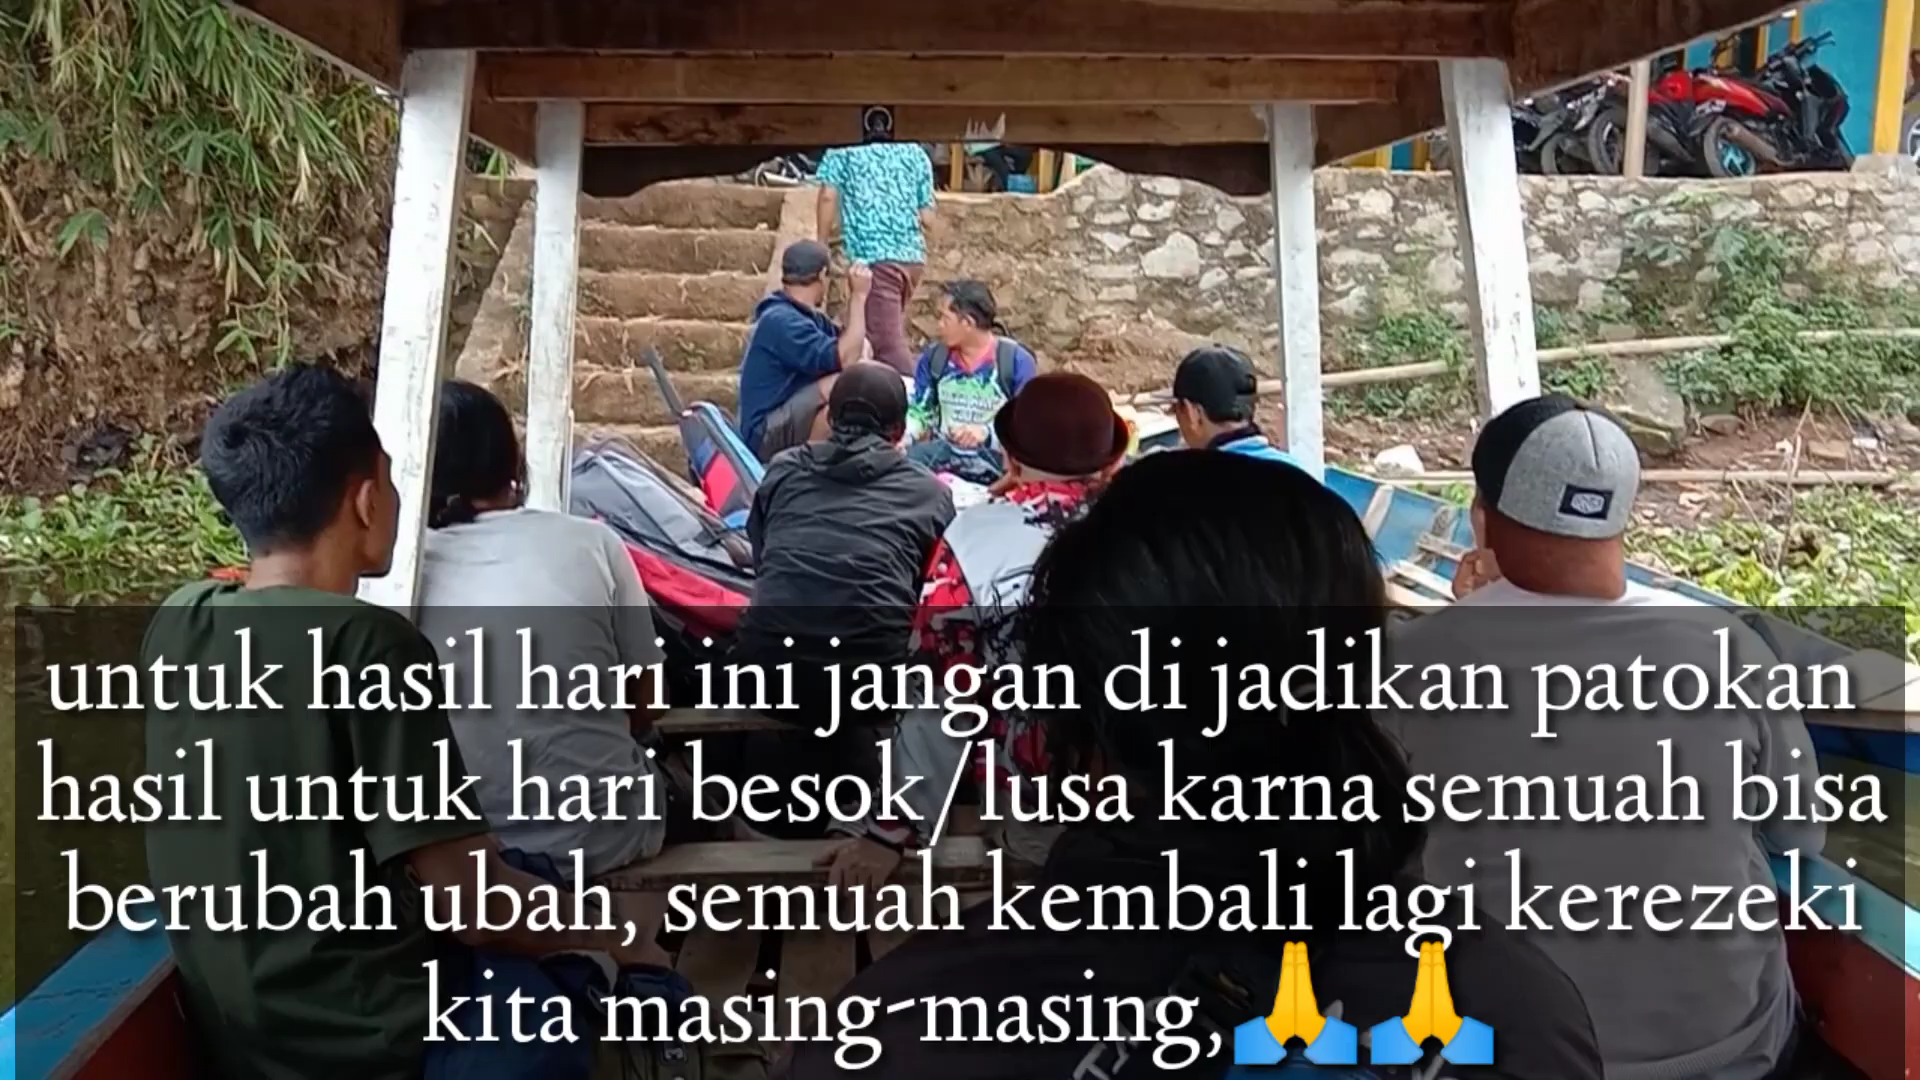 untuk hasil hari ini jangan di jadikan patokan
hasil untuk hari besok/lusa karna semuah bisa
berubah ubah, semuah kembali lagi kerezeki
kita masing-masing,🙏🙏